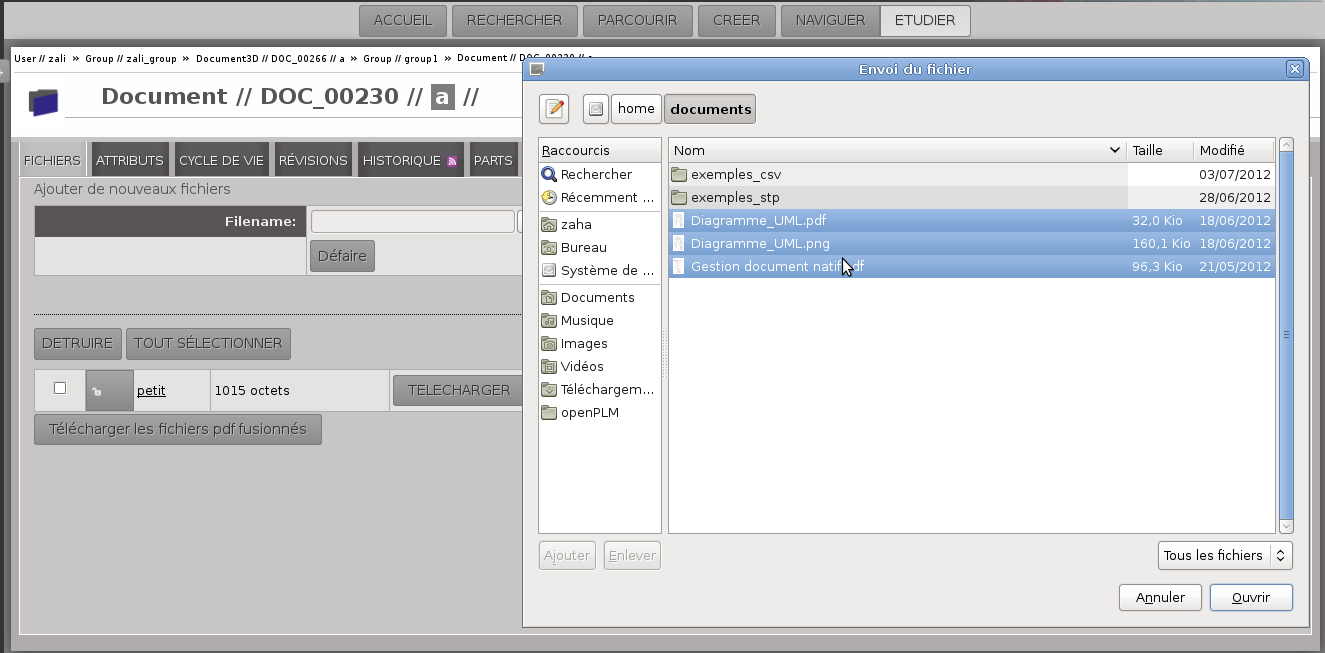 ACCUEIL RECHERCHER PARCOURIR CREER NAVIGUER ETUDIER
User // zali » Group // zali_group » Document3D // DOC_00266 // a » Group // group1 » Document //
Document // DOC_00230 // a //
FICHIERS ATTRIBUTS CYCLE DE VIE RÉVISIONS HISTORIQUE PARTS
Ajouter de nouveaux fichiers
Filename:
Défaire
DETRUIRE TOUT SÉLECTIONNER
petit 1015 octets TELECHARGER
Télécharger les fichiers pdf fusionnés
Envoi du fichier
home documents
Raccourcis
Rechercher
Récemment ...
zaha
Bureau
Système de ...
Documents
Musique
Images
Vidéos
Téléchargem...
openPLM
Nom Taille Modifié
exemples_csv 03/07/2012
exemples_stp 28/06/2012
Diagramme_UML.pdf 32,0 Kio 18/06/2012
Diagramme_UML.png 160,1 Kio 18/06/2012
Gestion document natif df 96,3 Kio 21/05/2012
Ajouter Enlever
Tous les fichiers
Annuler Ouvrir